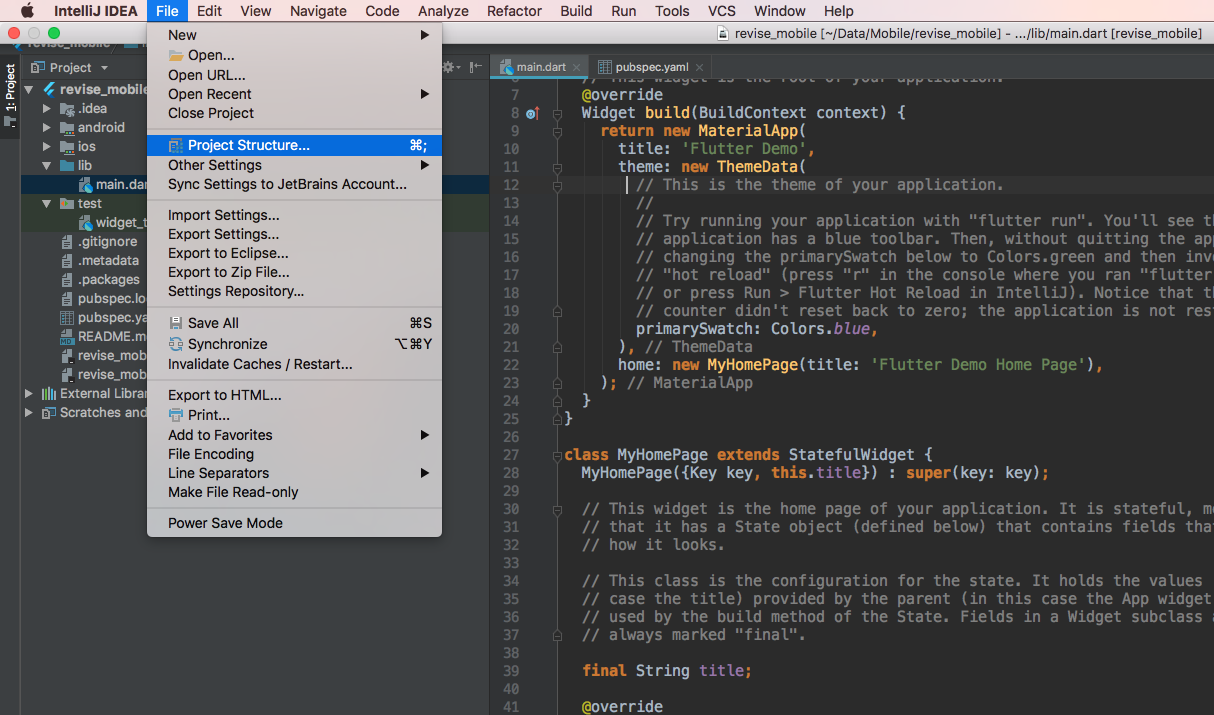 IntelliJ IDEA File Edit View Navigate Code Analyze Refactor Build Run Tools VCS Window Help
revise_mobile [~/Data/Mobile/revise_mobile] - .../lib/main.dart [revise_mobile]
revise_mobile
1: Project
Project
revise_mobile
.idea
android
ios
lib
main.dar
test
widget_t
.gitignore
.metadata
.packages
pubspec.lo
pubspec.ya
README.m
revise_mob
revise_mob
External Librar
Scratches and
New
Open...
Open URL...
Open Recent
Close Project
Project Structure... ⌘;
Other Settings
Sync Settings to JetBrains Account...
Import Settings...
Export Settings...
Export to Eclipse...
Export to Zip File...
Settings Repository...
Save All ⌘S
Synchronize ⌥⌘Y
Invalidate Caches / Restart...
Export to HTML...
Print...
Add to Favorites
File Encoding
Line Separators
Make File Read-only
Power Save Mode
main.dart pubspec.yaml
6 // This widget is the root of your application.
7 @override
8 Widget build(BuildContext context) {
9 return new MaterialApp(
10 title: 'Flutter Demo',
11 theme: new ThemeData(
12 // This is the theme of your application.
13 //
14 // Try running your application with "flutter run". You'll see th
15 // application has a blue toolbar. Then, without quitting the app
16 // changing the primarySwatch below to Colors.green and then invo
17 // "hot reload" (press "r" in the console where you ran "flutter
18 // or press Run > Flutter Hot Reload in IntelliJ). Notice that th
19 // counter didn't reset back to zero; the application is not rest
20 primarySwatch: Colors.blue,
21 ), // ThemeData
22 home: new MyHomePage(title: 'Flutter Demo Home Page'),
23 ); // MaterialApp
24 }
25 }
26
27 class MyHomePage extends StatefulWidget {
28 MyHomePage({Key key, this.title}) : super(key: key);
29
30 // This widget is the home page of your application. It is stateful, me
31 // that it has a State object (defined below) that contains fields that
32 // how it looks.
33
34 // This class is the configuration for the state. It holds the values
35 // case the title) provided by the parent (in this case the App widget
36 // used by the build method of the State. Fields in a Widget subclass a
37 // always marked "final".
38
39 final String title;
40
41 @override